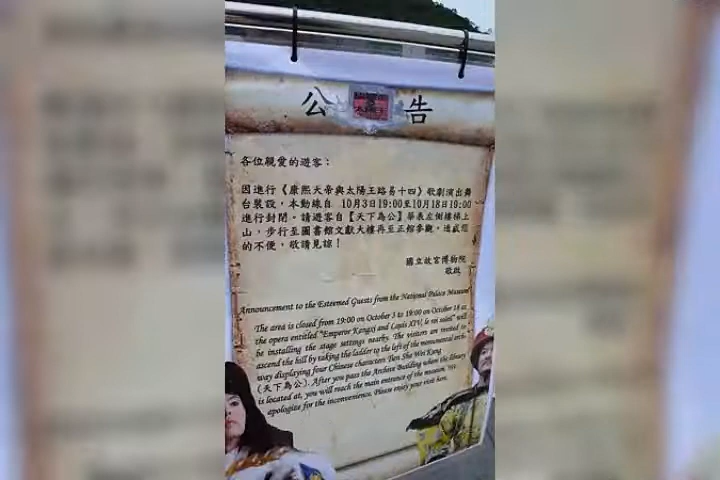 公 告
各位親愛的遊客：
因進行《康熙大帝與太陽王路易十四》歌劇演出舞
台裝設，本動線自 10月3日19:00至10月18日19:00
進行封閉。請遊客自【天下為公】華表左側樓梯上
山，步行至圖書館文獻大樓再至正館參觀，造成您
的不便，敬請見諒！
國立故宮博物院
敬啟
Announcement to the Esteemed Guests from the National Palace Museum
The area is closed from 19:00 on October 3 to 19:00 on October 18 as
the opera entitled "Emperor Kangxi and Louis XIV, le roi soleil" will
be installing the stage settings nearby. The visitors are invited to
ascend the hill by taking the ladder to the left of the monumental arch-
way displaying four Chinese characters Tien Sha Wei Kung
(天下為公). After you pass the Archive Building where the library
is located at, you will reach the main entrance of the museum. We
apologize for the inconvenience. Please enjoy your visit here.